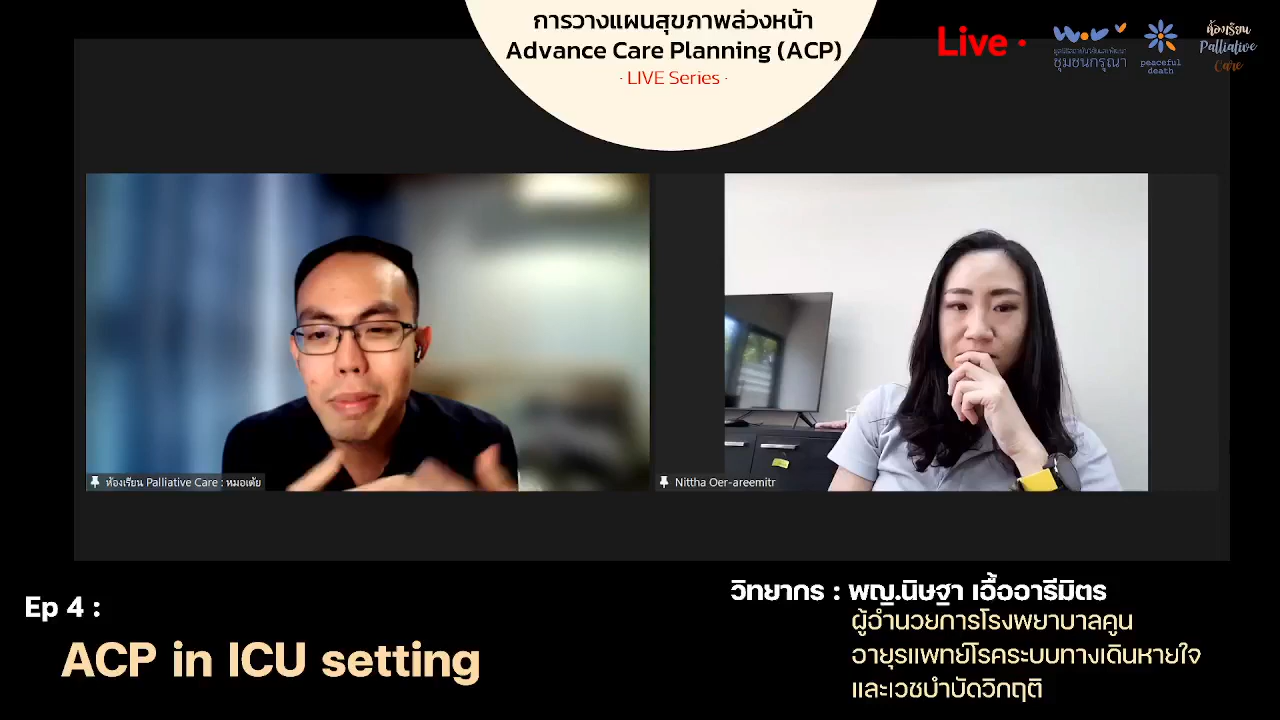 การวางแผนสุขภาพล่วงหน้า
Advance Care Planning (ACP)
· LIVE Series ·
Live ·
ชุมชนกรุณา
peaceful
death
ห้องเรียน
Palliative
Care
ห้องเรียน Palliative Care : หมอเต้ย
Nittha Oer-areemitr
Ep 4 :
ACP in ICU setting
วิทยากร : พญ.นิษฐา เอื้ออารีมิตร
ผู้อำนวยการโรงพยาบาลคูน
อายุรแพทย์โรคระบบทางเดินหายใจ
และเวชบำบัดวิกฤติ